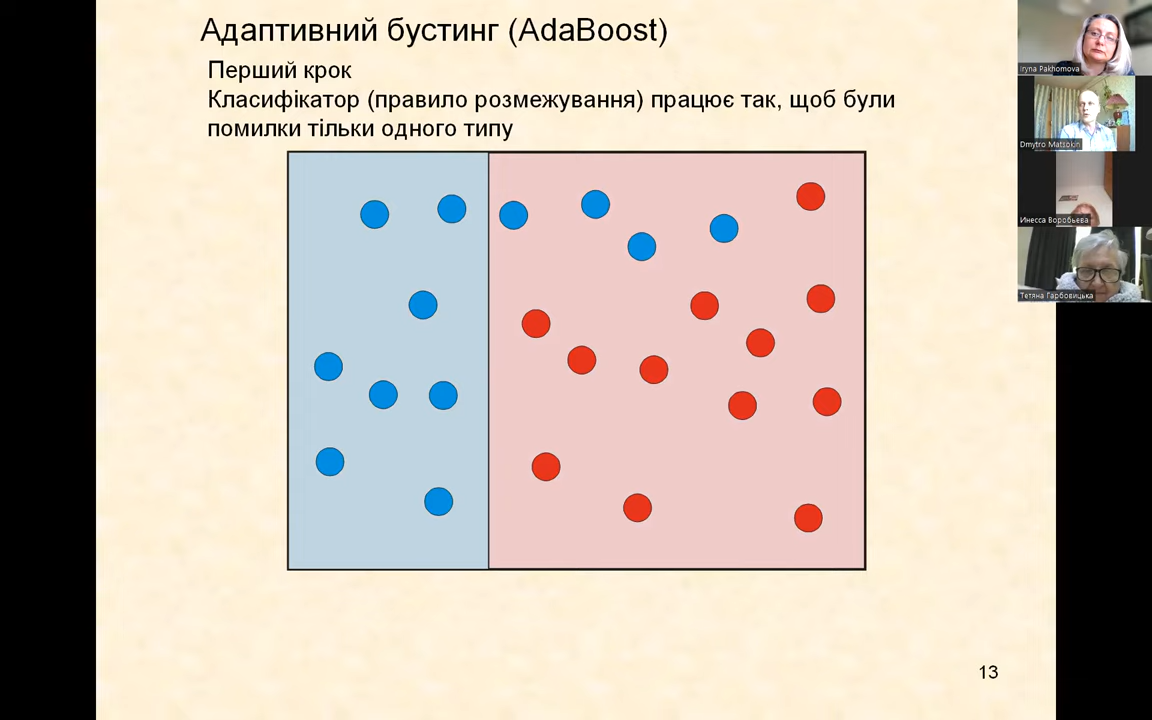 Адаптивний бустинг (AdaBoost)
Перший крок
Класифікатор (правило розмежування) працює так, щоб були
помилки тільки одного типу
13
Iryna Pakhomova
Dmytro Matsokin
Инесса Воробьева
Тетяна Гарбовицька